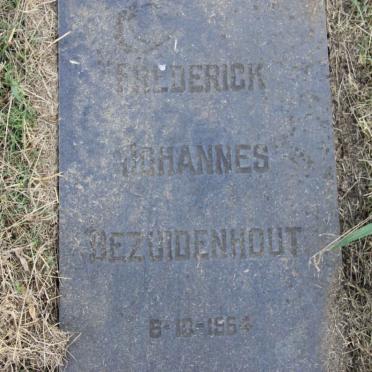 FREDERICK
JOHANNES
BEZUIDENHOUT
6-10-1964